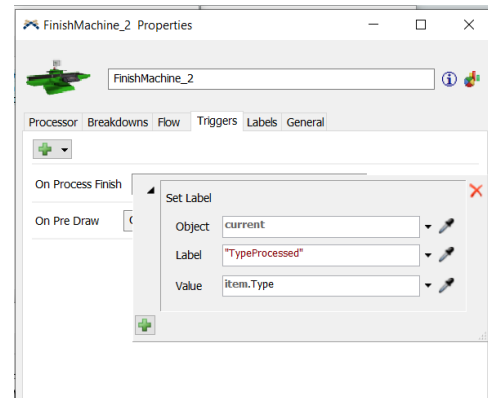 FinishMachine_2 Properties
FinishMachine_2
Processor Breakdowns Flow Triggers Labels General
On Process Finish
Set Label
Object current
On Pre Draw
Label "TypeProcessed"
Value item.Type